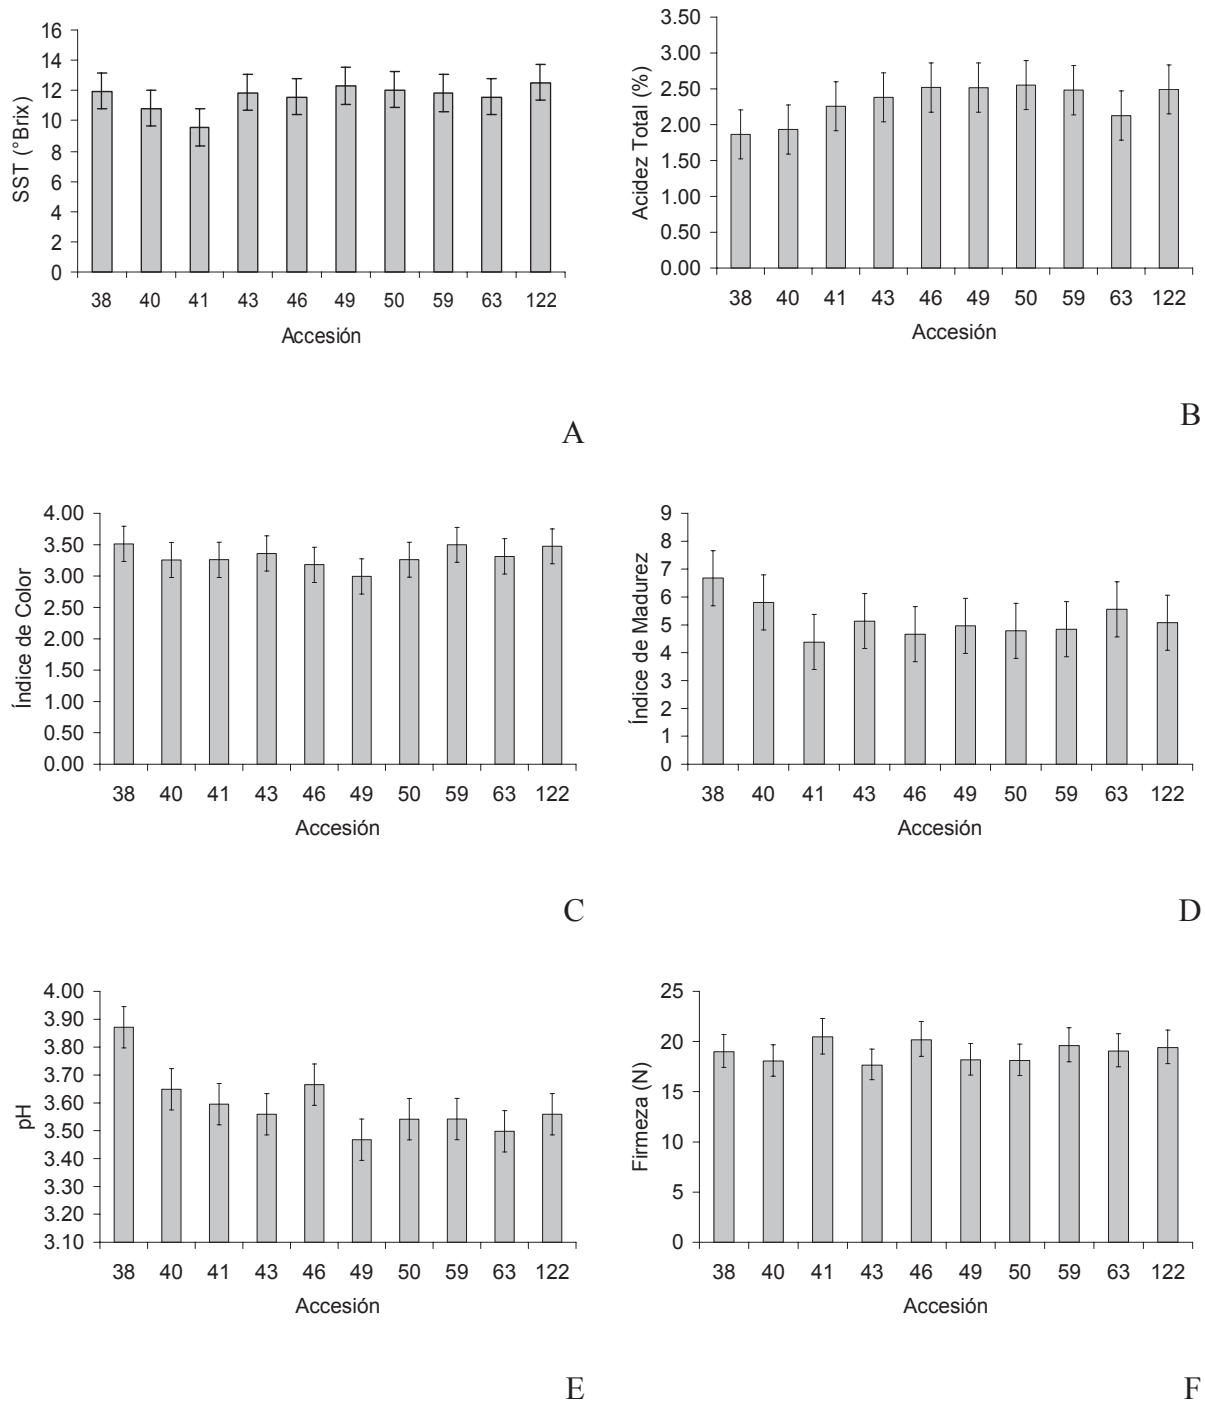 SST (°Brix)
16
14
12
10
8
6
4
2
0
38 40 41 43 46 49 50 59 63 122
Accesión
A
Acidez Total (%)
3.50
3.00
2.50
2.00
1.50
1.00
0.50
0.00
38 40 41 43 46 49 50 59 63 122
Accesión
B
Índice de Color
4.00
3.50
3.00
2.50
2.00
1.50
1.00
0.50
0.00
38 40 41 43 46 49 50 59 63 122
Accesión
C
Índice de Madurez
9
8
7
6
5
4
3
2
1
0
38 40 41 43 46 49 50 59 63 122
Accesión
D
pH
4.00
3.90
3.80
3.70
3.60
3.50
3.40
3.30
3.20
3.10
38 40 41 43 46 49 50 59 63 122
Accesión
E
Firmeza (N)
25
20
15
10
5
0
38 40 41 43 46 49 50 59 63 122
Accesión
F